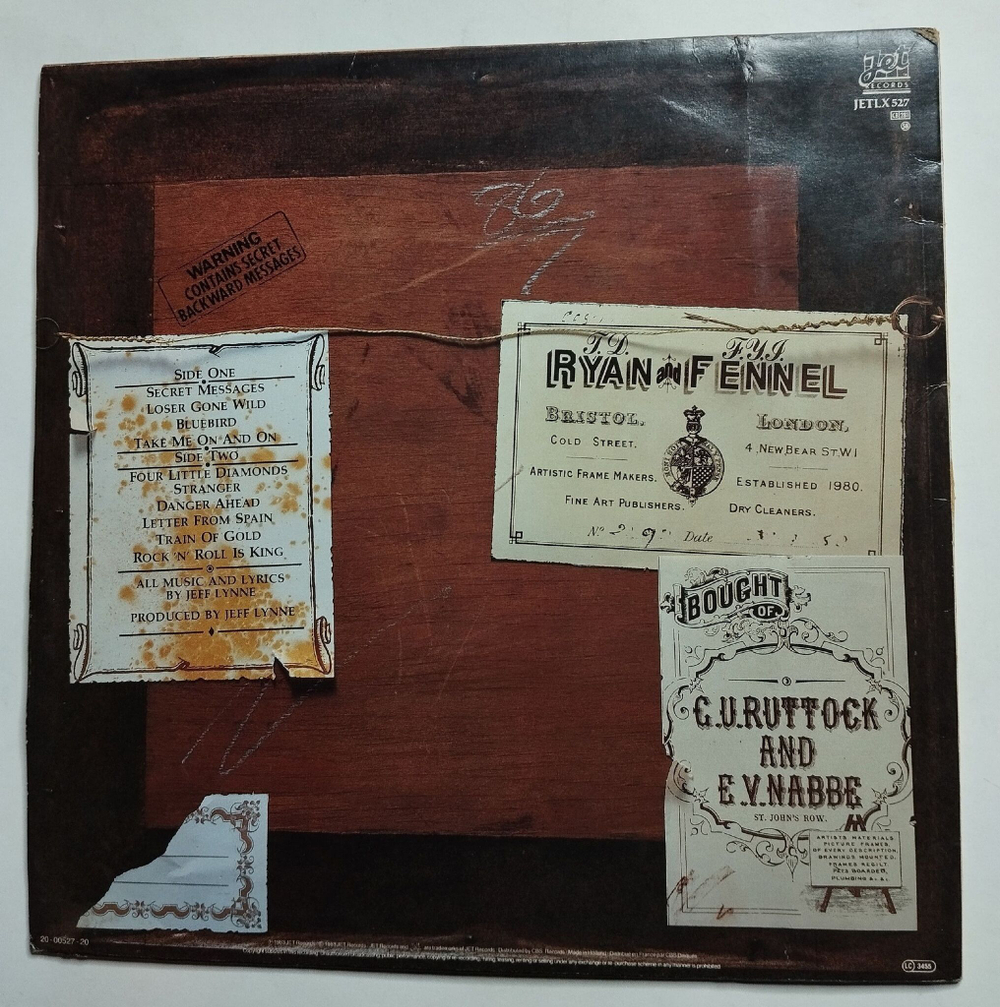 Jet
RECORDS
JETLX 527
WARNING
CONTAINS SECRET
BACKWARD MESSAGES
SIDE ONE
SECRET MESSAGES
LOSER GONE WILD
BLUEBIRD
TAKE ME ON AND ON
SIDE TWO
FOUR LITTLE DIAMONDS
STRANGER
DANGER AHEAD
LETTER FROM SPAIN
TRAIN OF GOLD
ROCK 'N' ROLL IS KING
ALL MUSIC AND LYRICS
BY JEFF LYNNE
PRODUCED BY JEFF LYNNE
T.D. F.Y.J.
RYAN and FENNEL
BRISTOL. LONDON.
COLD STREET. 4, NEW BEAR ST. W1
ARTISTIC FRAME MAKERS. ESTABLISHED 1980.
FINE ART PUBLISHERS. DRY CLEANERS.
No Date
BOUGHT
OF
G.U.RUTTOCK
AND
E.V.NABBE
ST. JOHN'S ROW.
ARTISTS MATERIALS
PICTURE FRAMES,
OF EVERY DESCRIPTION,
DRAWINGS MOUNTED,
FRAMES REGILT
PETS BOARDED,
PLUMBING &. &.
20-00527-20
LC 3455